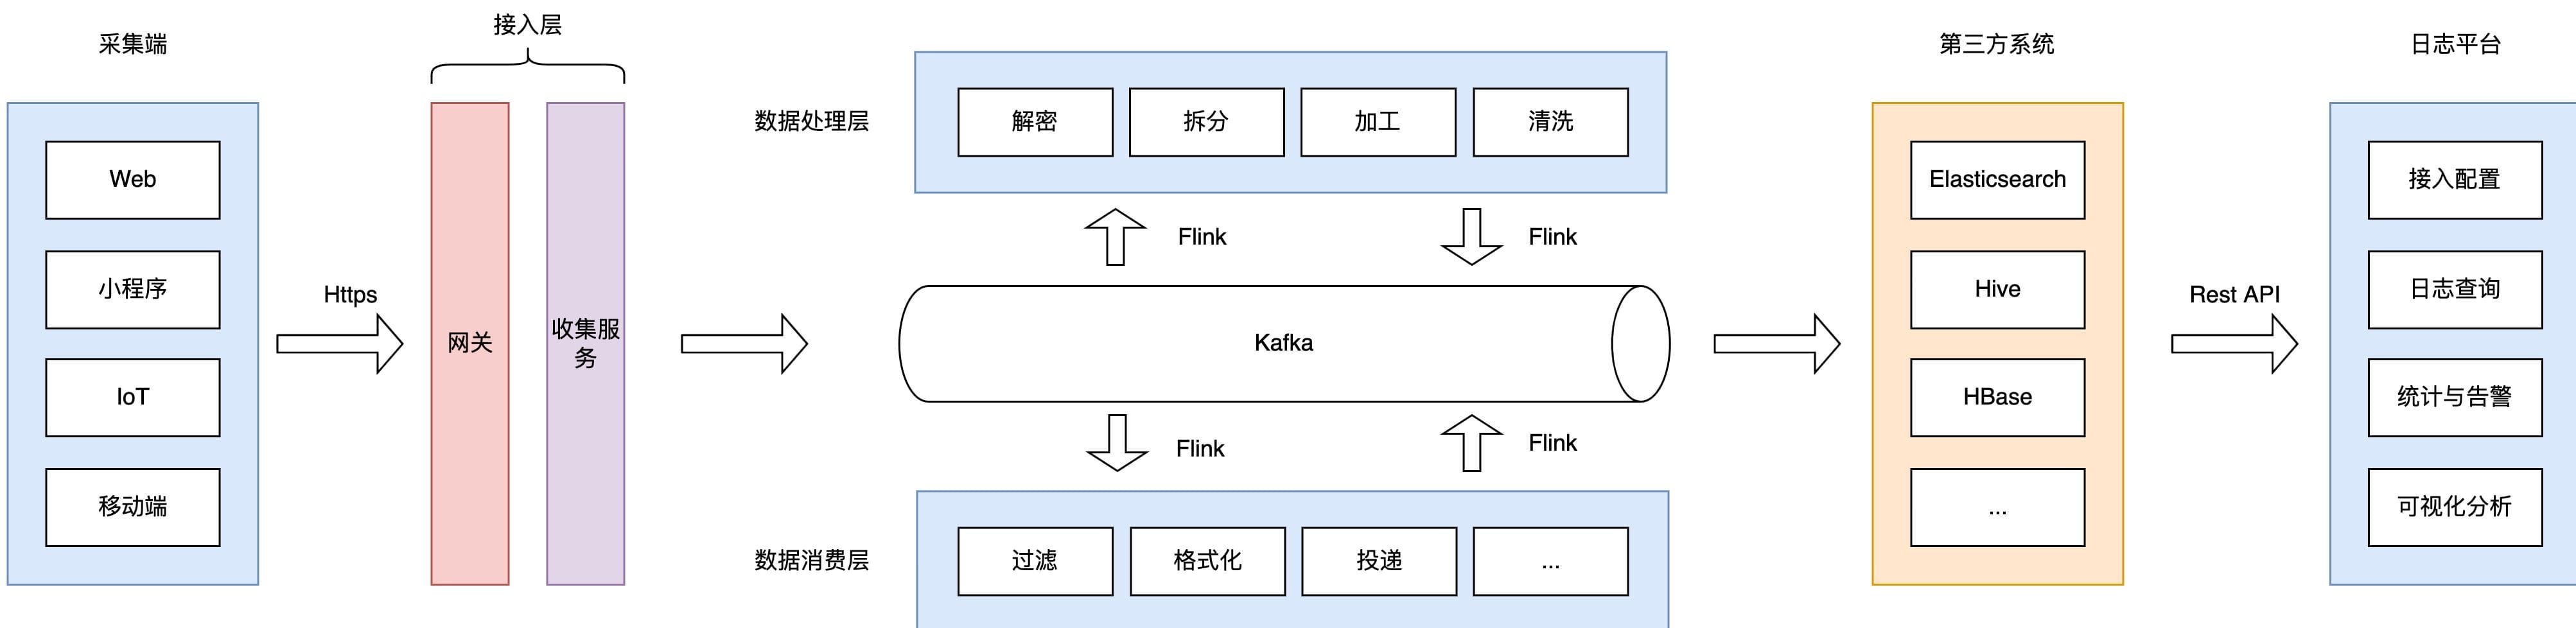 采集端
Web
小程序
IoT
移动端
Https
接入层
网关
收集服
务
数据处理层
解密
拆分
加工
清洗
Flink
Flink
Kafka
Flink
Flink
数据消费层
过滤
格式化
投递
...
第三方系统
Elasticsearch
Hive
HBase
...
Rest API
日志平台
接入配置
日志查询
统计与告警
可视化分析